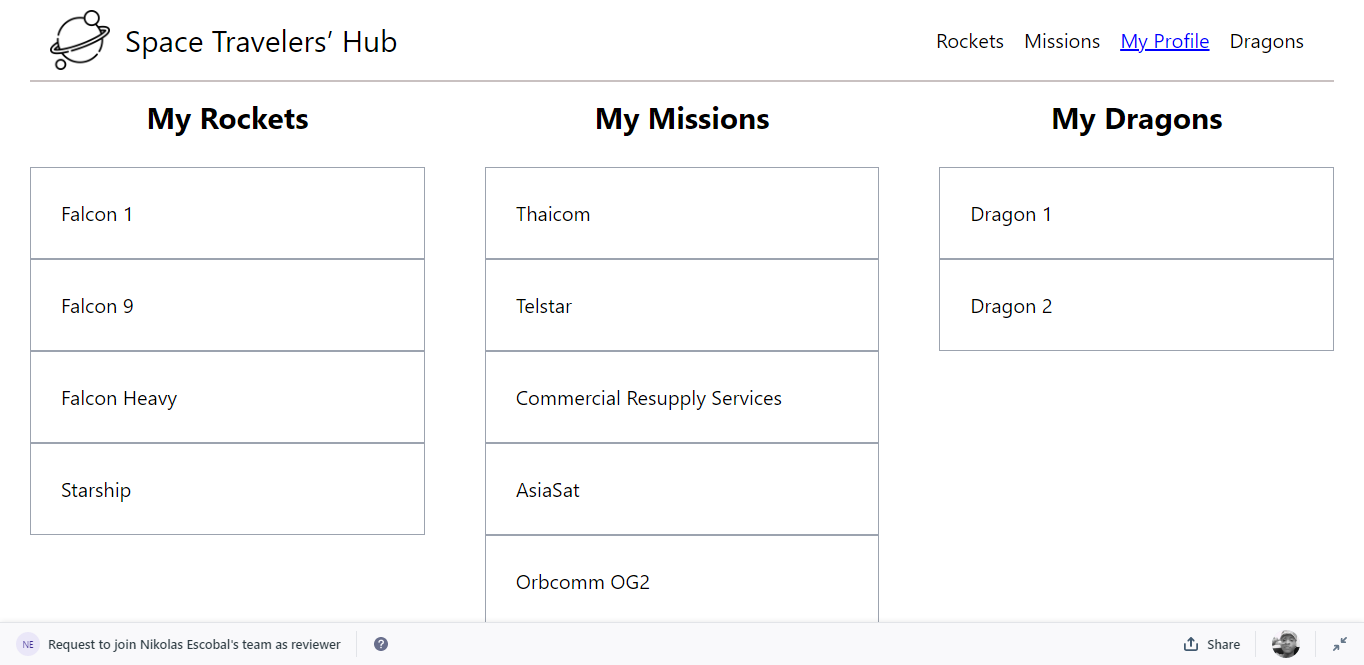 Space Travelers’ Hub
Rockets Missions My Profile Dragons
My Rockets
Falcon 1
Falcon 9
Falcon Heavy
Starship
My Missions
Thaicom
Telstar
Commercial Resupply Services
AsiaSat
Orbcomm OG2
My Dragons
Dragon 1
Dragon 2
NE Request to join Nikolas Escobal's team as reviewer ? Share